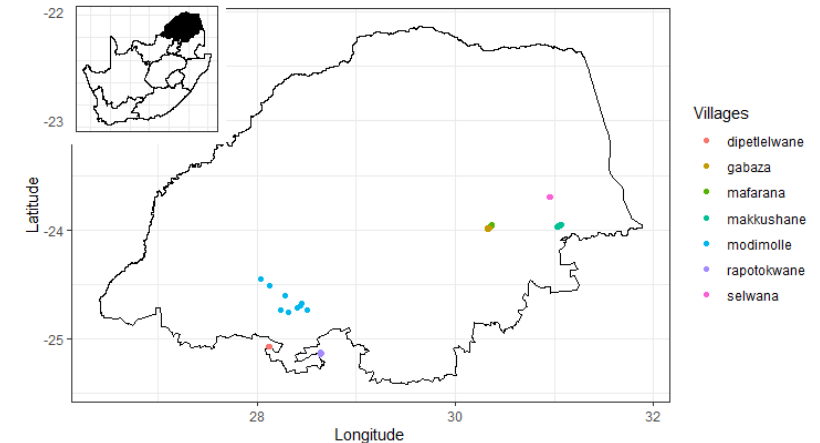 -22
-23
-24
-25
Latitude
28
30
32
Longitude
Villages
dipetlelwane
gabaza
mafarana
makkushane
modimolle
rapotokwane
selwana